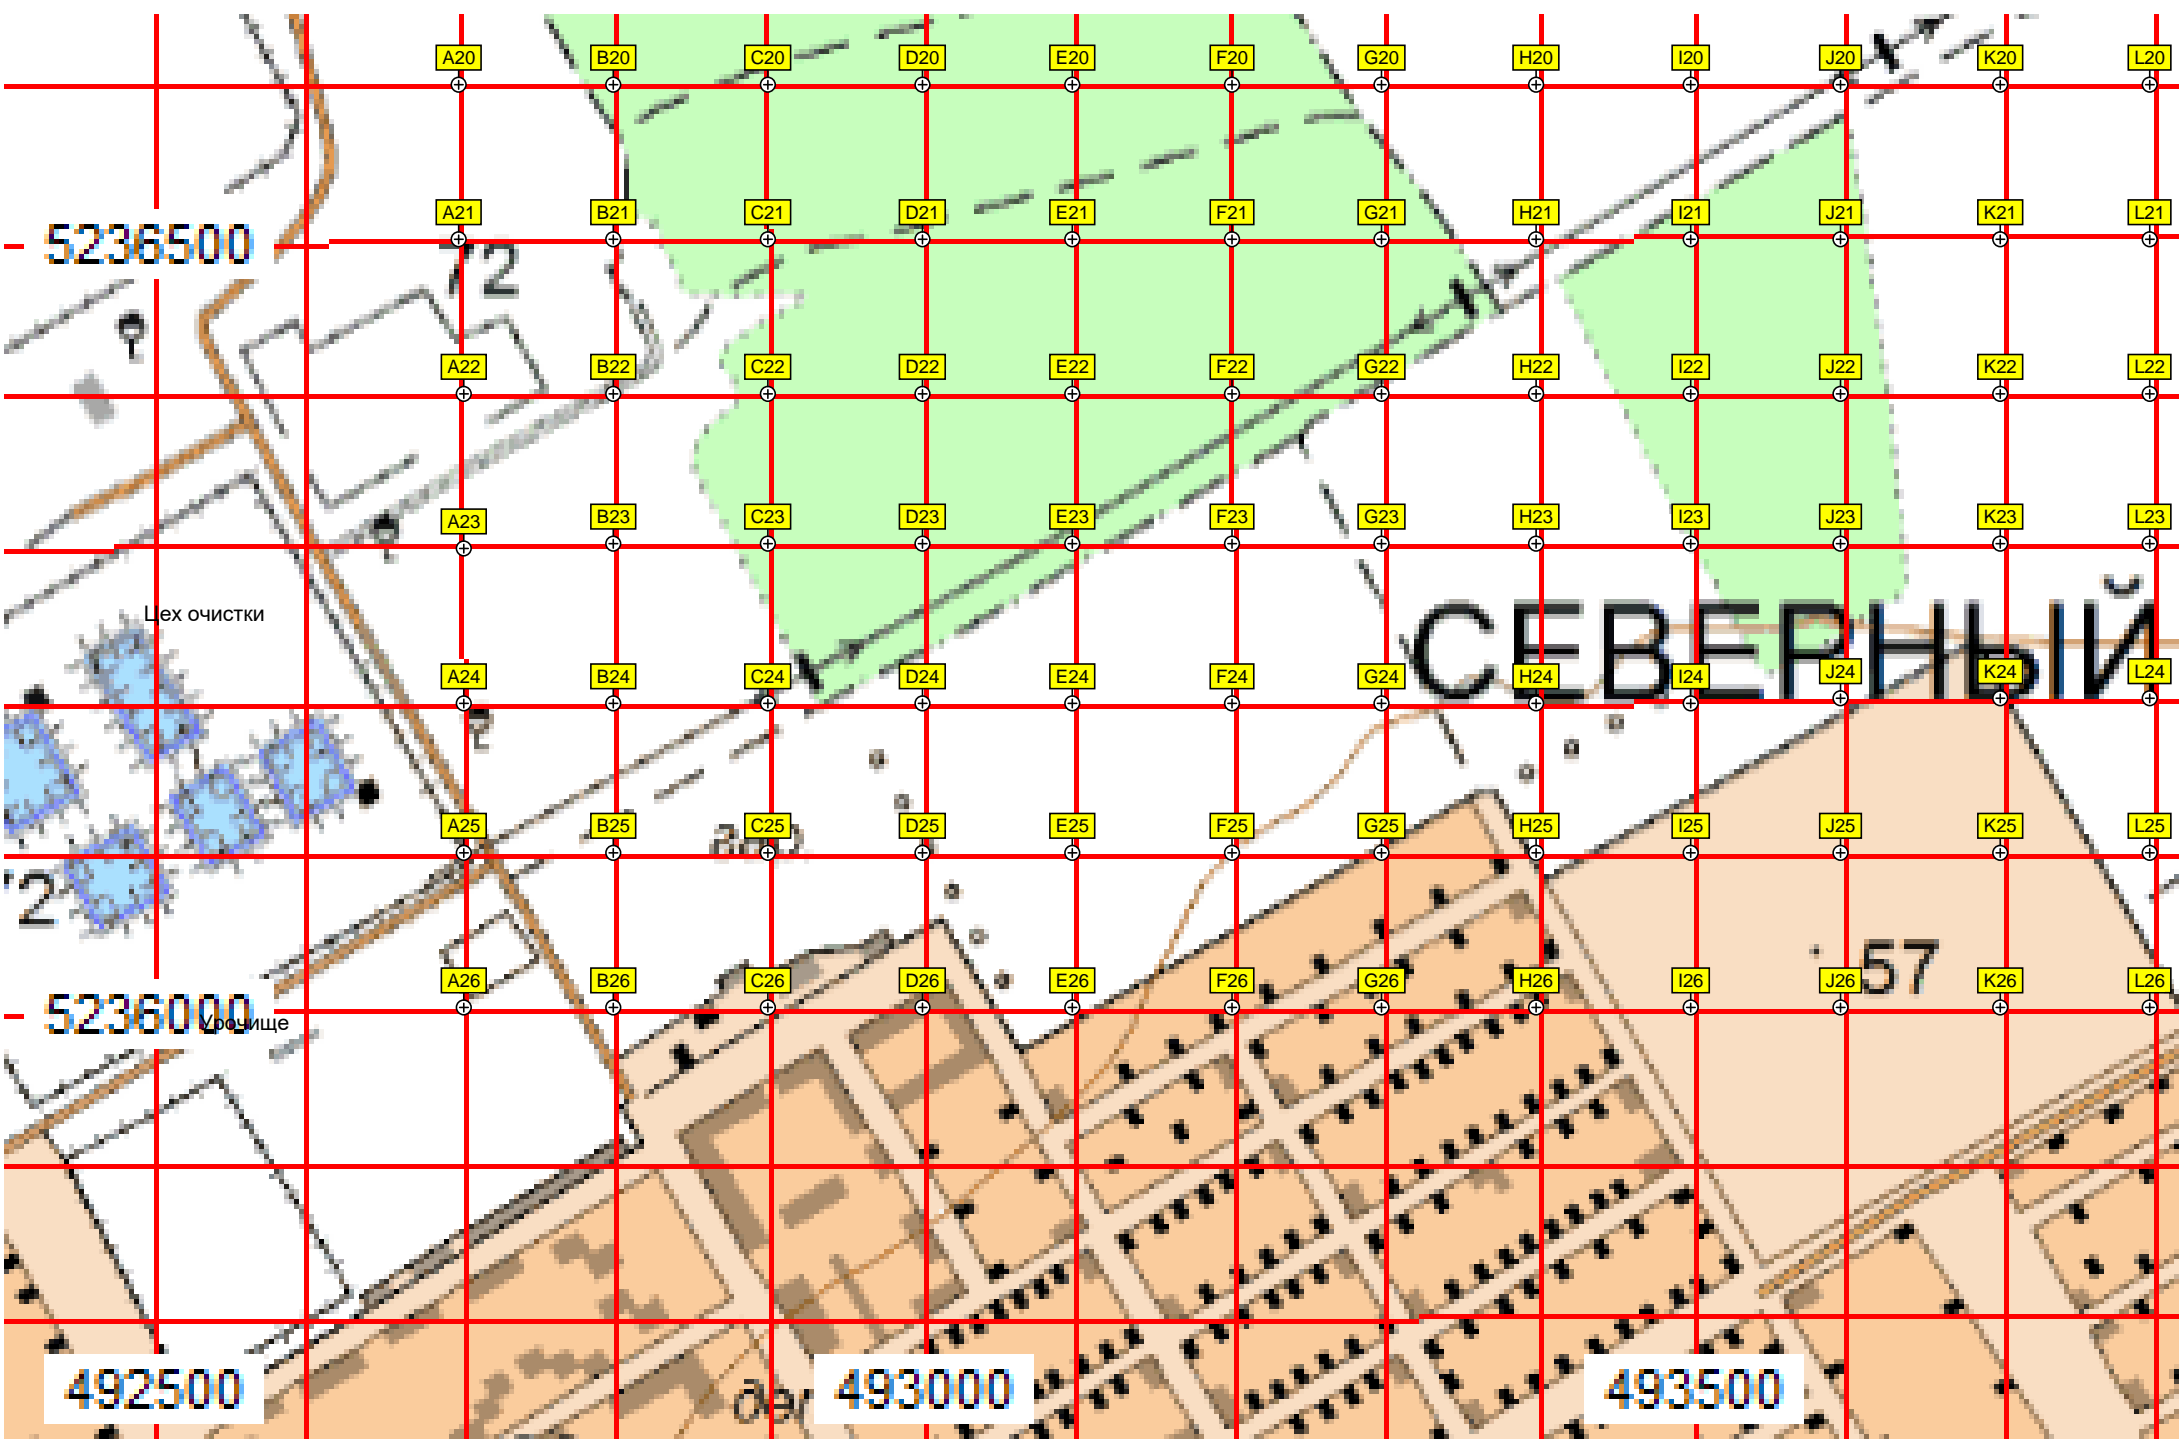 A20 B20 C20 D20 E20 F20 G20 H20 I20 J20 K20 L20
A21 B21 C21 D21 E21 F21 G21 H21 I21 J21 K21 L21
5236500
72
A22 B22 C22 D22 E22 F22 G22 H22 I22 J22 K22 L22
A23 B23 C23 D23 E23 F23 G23 H23 I23 J23 K23 L23
Цех очистки
СЕВЕРНЫЙ
A24 B24 C24 D24 E24 F24 G24 H24 I24 J24 K24 L24
A25 B25 C25 D25 E25 F25 G25 H25 I25 J25 K25 L25
72
57
A26 B26 C26 D26 E26 F26 G26 H26 I26 J26 K26 L26
5236000
Урочище
492500
493000
493500